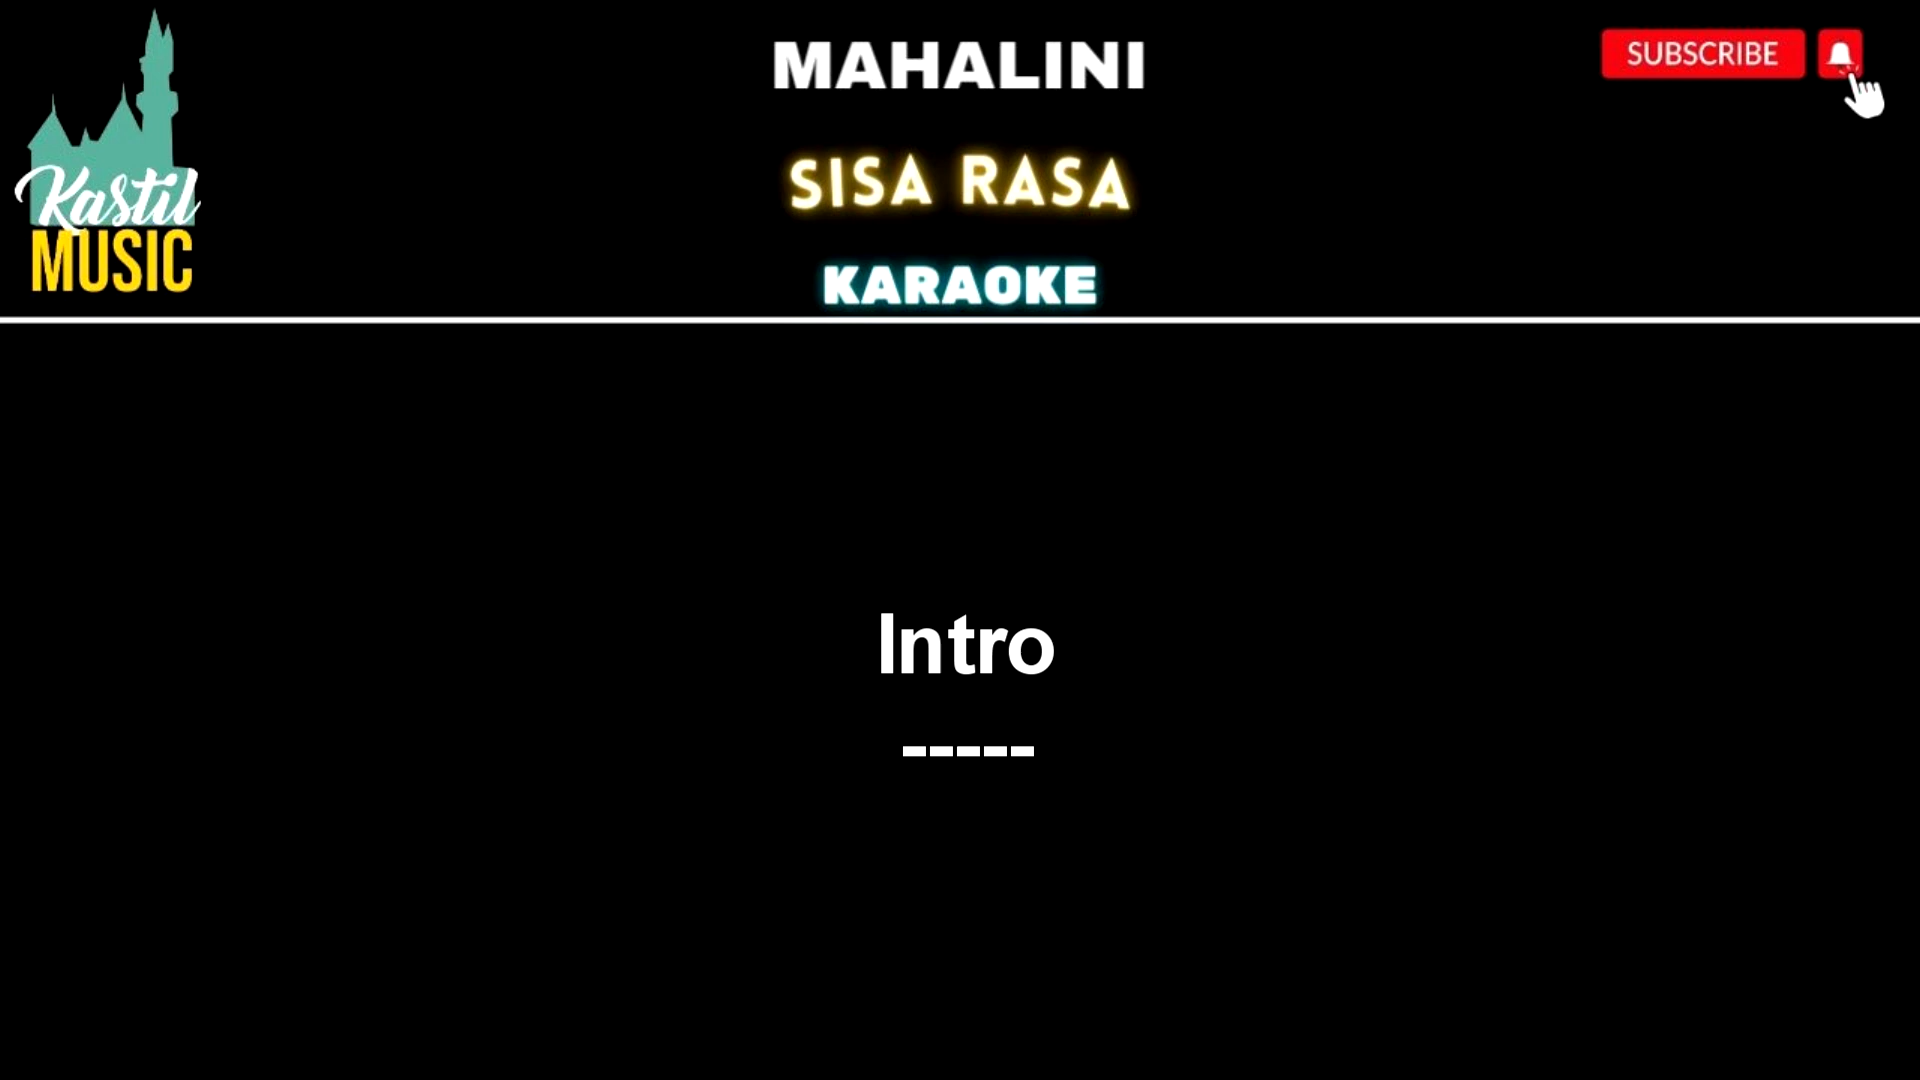 MAHALINI
SUBSCRIBE
SISA RASA
Kastil
MUSIC
KARAOKE
Intro
-----